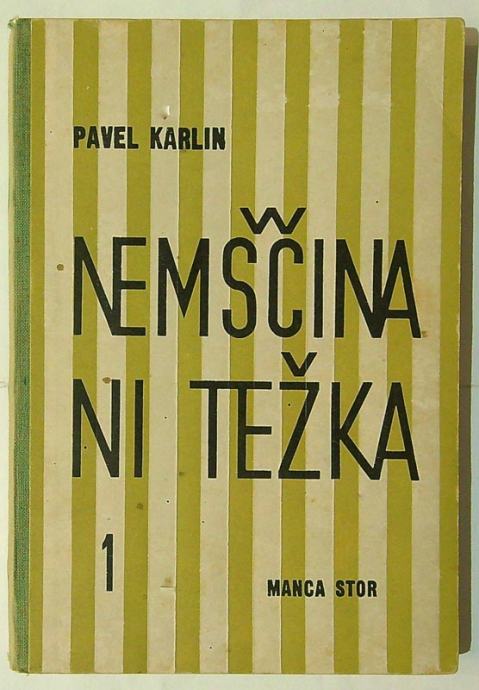 PAVEL KARLIN
NEMŠČINA
NI TEŽKA
1
MANCA STOR